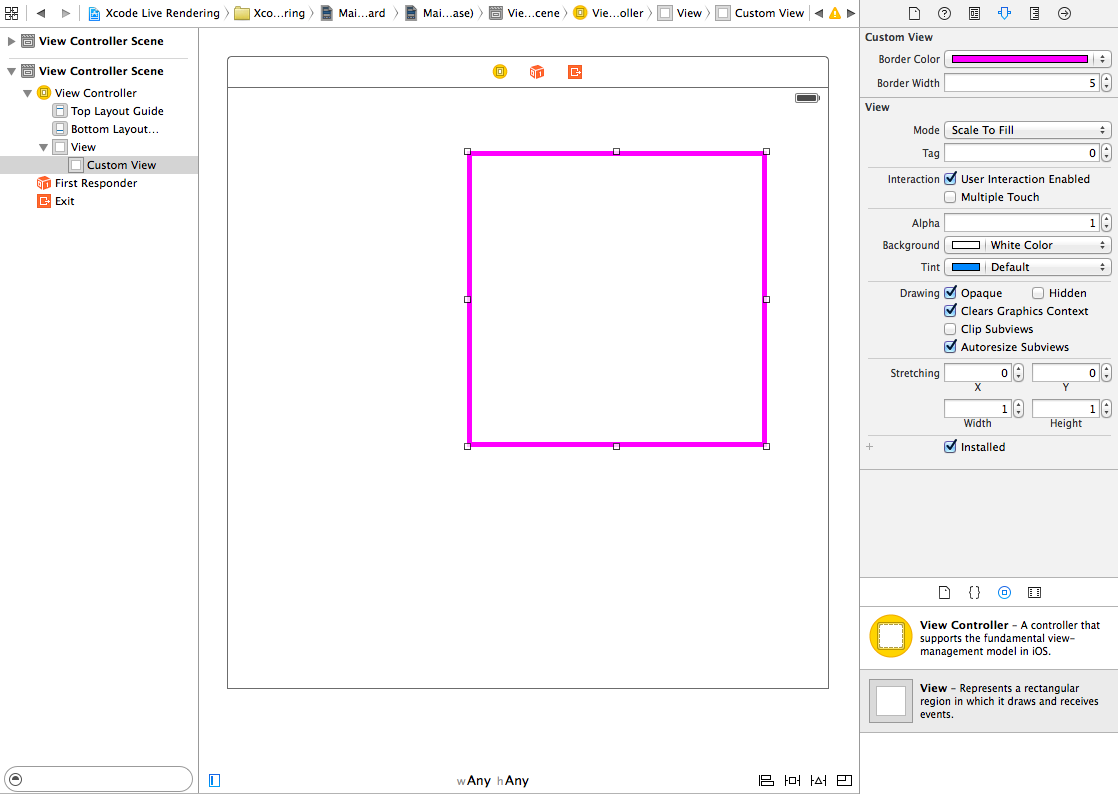 Xcode Live Rendering
Xco...ring
Mai...ard
Mai...ase)
Vie...cene
Vie...oller
View
Custom View
View Controller Scene
View Controller Scene
View Controller
Top Layout Guide
Bottom Layout...
View
Custom View
First Responder
Exit
wAny hAny
Custom View
Border Color
Border Width 5
View
Mode Scale To Fill
Tag 0
Interaction User Interaction Enabled
Multiple Touch
Alpha 1
Background White Color
Tint Default
Drawing Opaque Hidden
Clears Graphics Context
Clip Subviews
Autoresize Subviews
Stretching 0 0
X Y
1 1
Width Height
Installed
{}
View Controller - A controller that
supports the fundamental view-
management model in iOS.
View - Represents a rectangular
region in which it draws and receives
events.